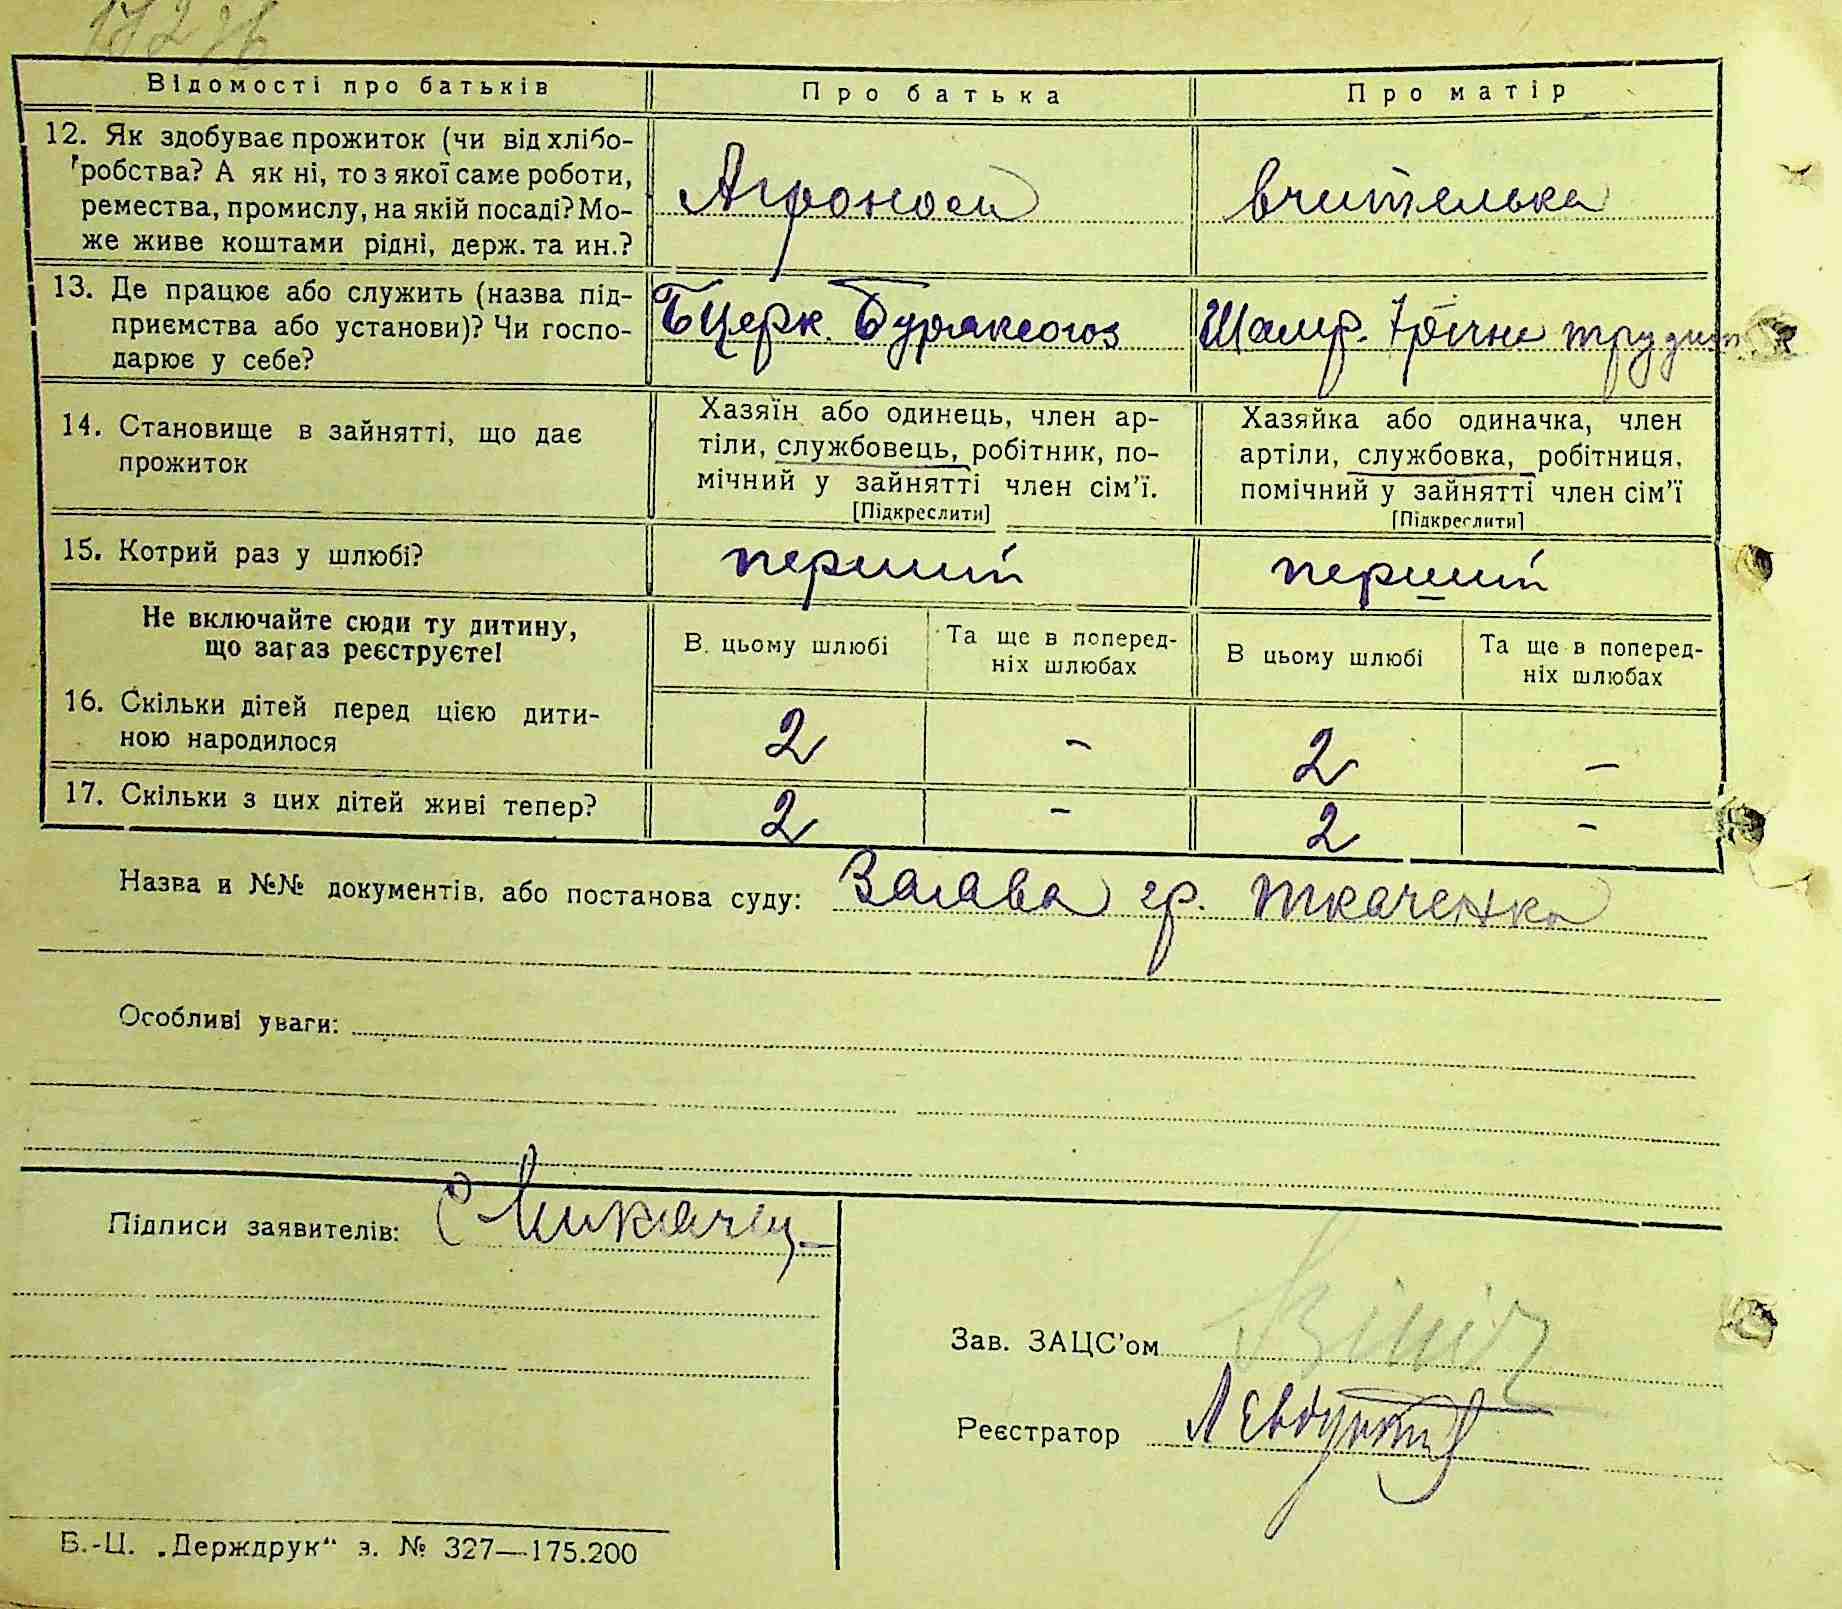 Відомості про батьків
Про батька
Про матір
12. Як здобуває прожиток (чи від хлібо-
робства? А як ні, то з якої саме роботи,
ремества, промислу, на якій посаді? Мо-
же живе коштами рідні, держ. та ин.?
Агроном
вчителька
13. Де працює або служить (назва під-
приємства або установи)? Чи госпо-
дарює у себе?
БЦерк. Бурякосоюз
14. Становище в зайнятті, що дає
прожиток
Хазяїн або одинець, член ар-
тіли, службовець, робітник, по-
мічний у зайнятті член сім'ї.
[Підкреслити]
Хазяйка або одиначка, член
артіли, службовка, робітниця,
помічний у зайнятті член сім'ї
[Підкреслити]
15. Котрий раз у шлюбі?
перший
перший
Не включайте сюди ту дитину,
що зараз реєструєте!
В цьому шлюбі
Та ще в поперед-
ніх шлюбах
В цьому шлюбі
Та ще в поперед-
ніх шлюбах
16. Скільки дітей перед цією дити-
ною народилося
2
-
2
-
17. Скільки з цих дітей живі тепер?
2
-
2
-
Назва и №№ документів, або постанова суду: Заява гр. Ткаченка
Особливі уваги:
Підписи заявителів:
Зав. ЗАЦС'ом
Реєстратор
Б.-Ц. „Держдрук" з. № 327—175.200